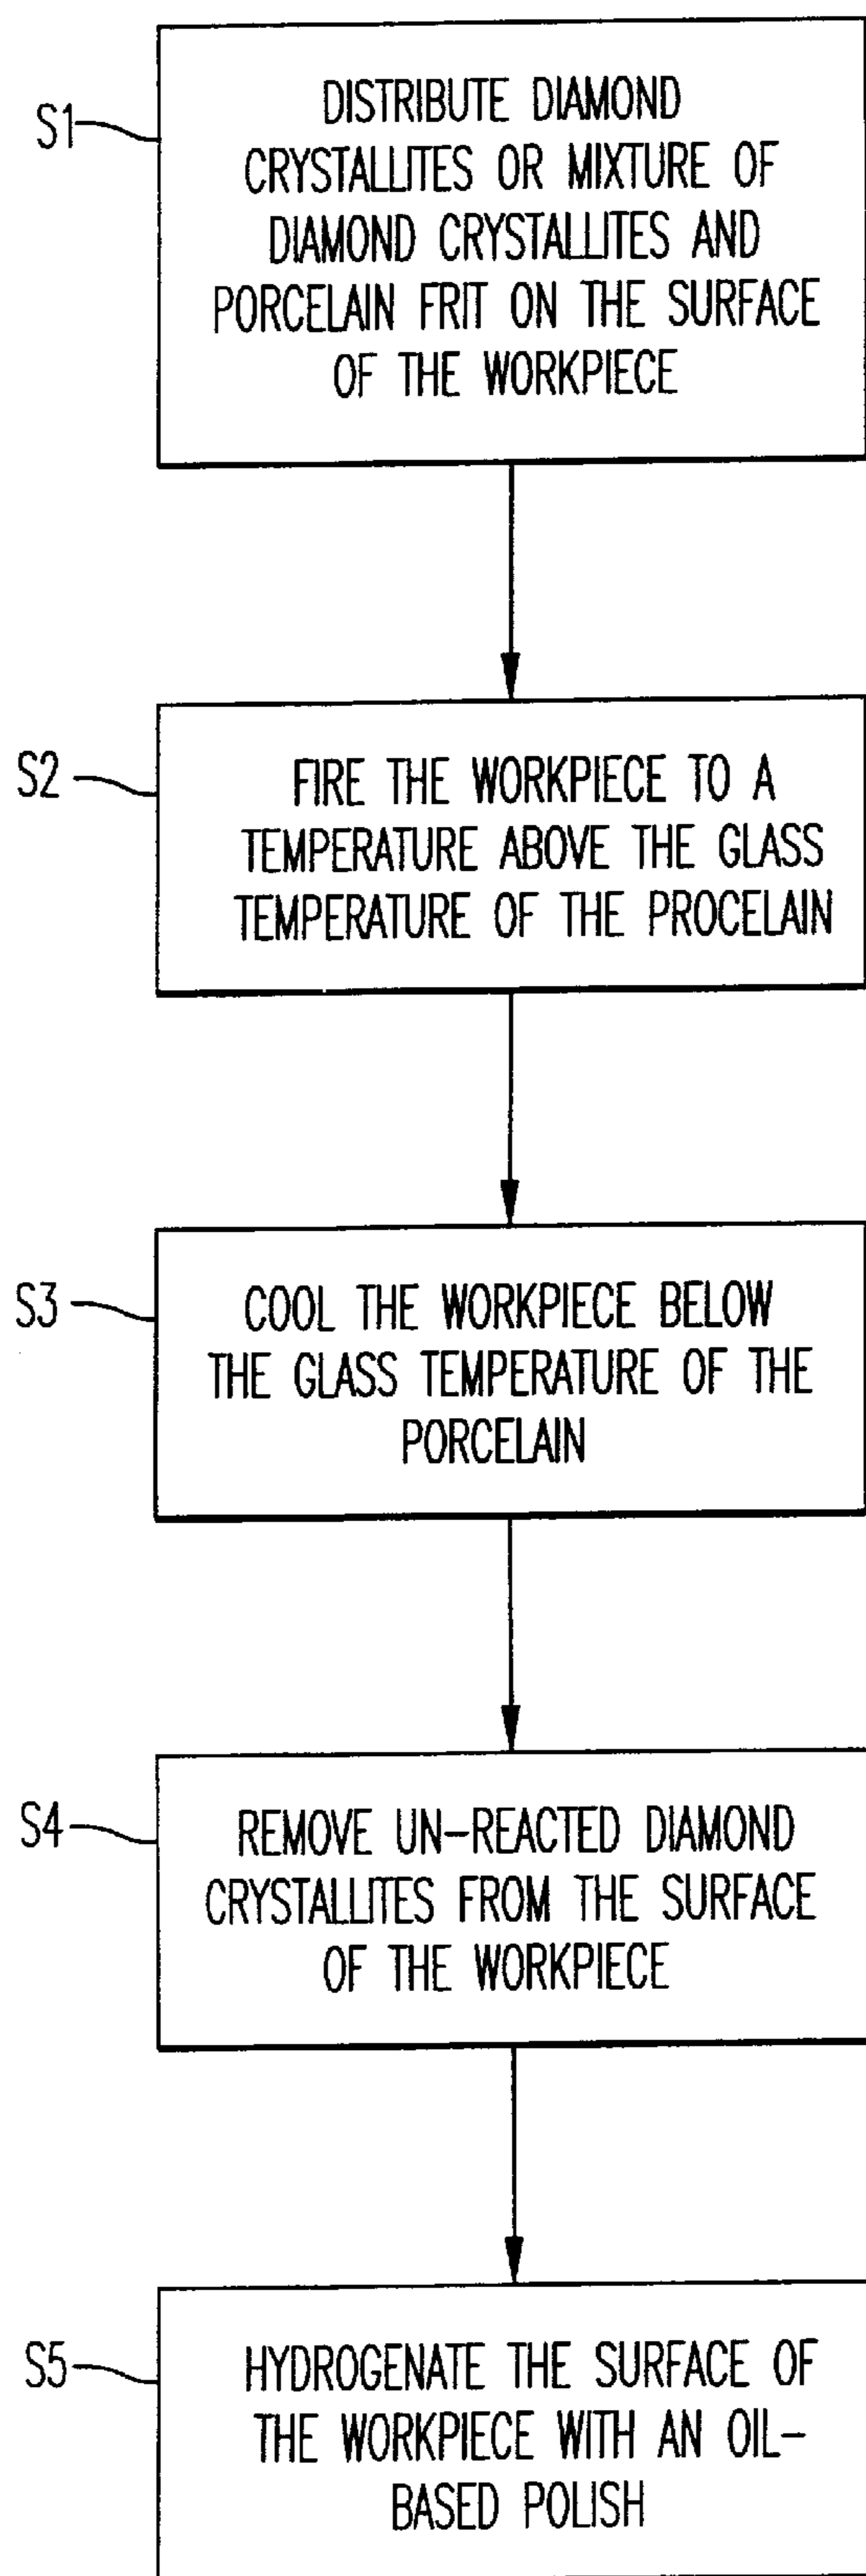 S1
DISTRIBUTE DIAMOND
CRYSTALLITES OR MIXTURE OF
DIAMOND CRYSTALLITES AND
PORCELAIN FRIT ON THE SURFACE
OF THE WORKPIECE
S2
FIRE THE WORKPIECE TO A
TEMPERATURE ABOVE THE GLASS
TEMPERATURE OF THE PROCELAIN
S3
COOL THE WORKPIECE BELOW
THE GLASS TEMPERATURE OF THE
PORCELAIN
S4
REMOVE UN-REACTED DIAMOND
CRYSTALLITES FROM THE SURFACE
OF THE WORKPIECE
S5
HYDROGENATE THE SURFACE OF
THE WORKPIECE WITH AN OIL-
BASED POLISH